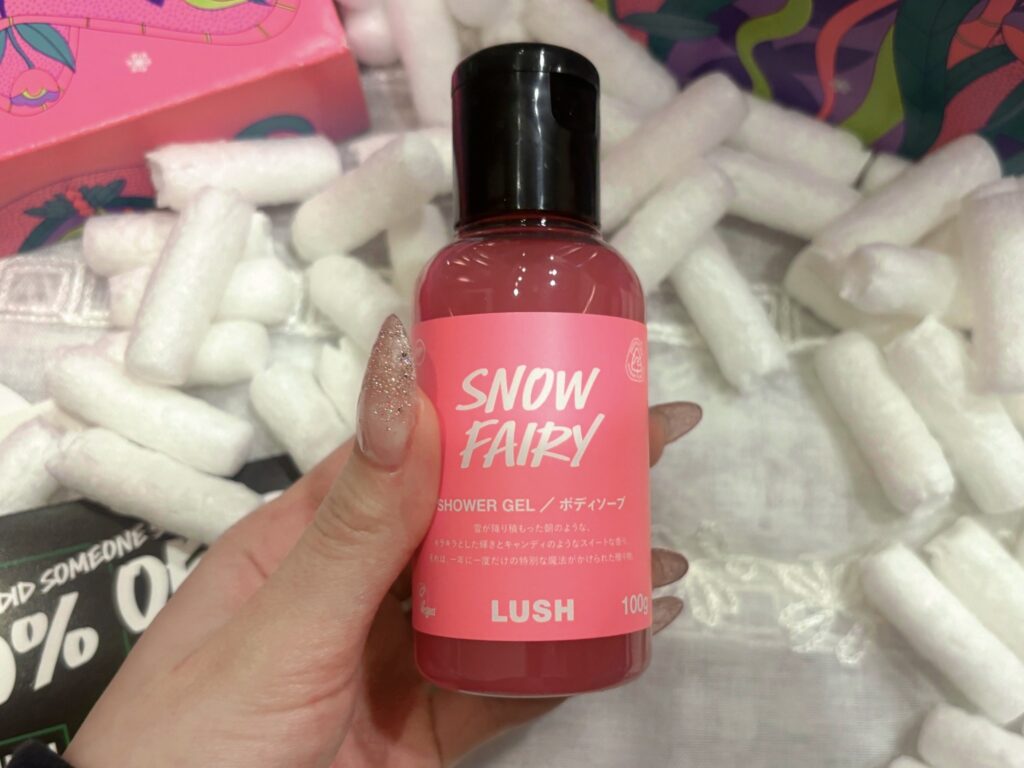 SNOW
FAIRY
SHOWER GEL / ボディソープ
雪が降り積もった朝のような、
キラキラとした輝きとキャンディのようなスイートな香り。
それは、一年に一度だけの特別な魔法がかけられた贈り物。
Vegan
LUSH
100g
DID SOMEONE
% O